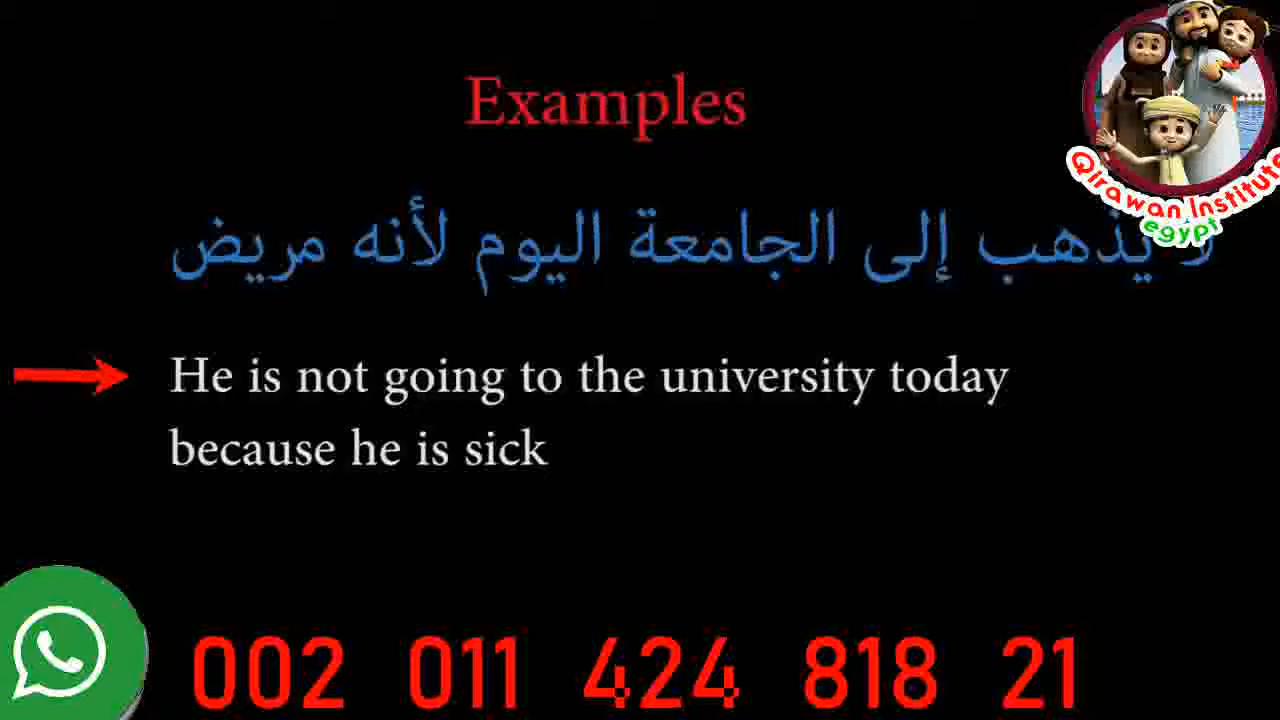 Examples
لا يذهب إلى الجامعة اليوم لأنه مريض
He is not going to the university today
because he is sick
Qirawan Institute
egypt
002 011 424 818 21